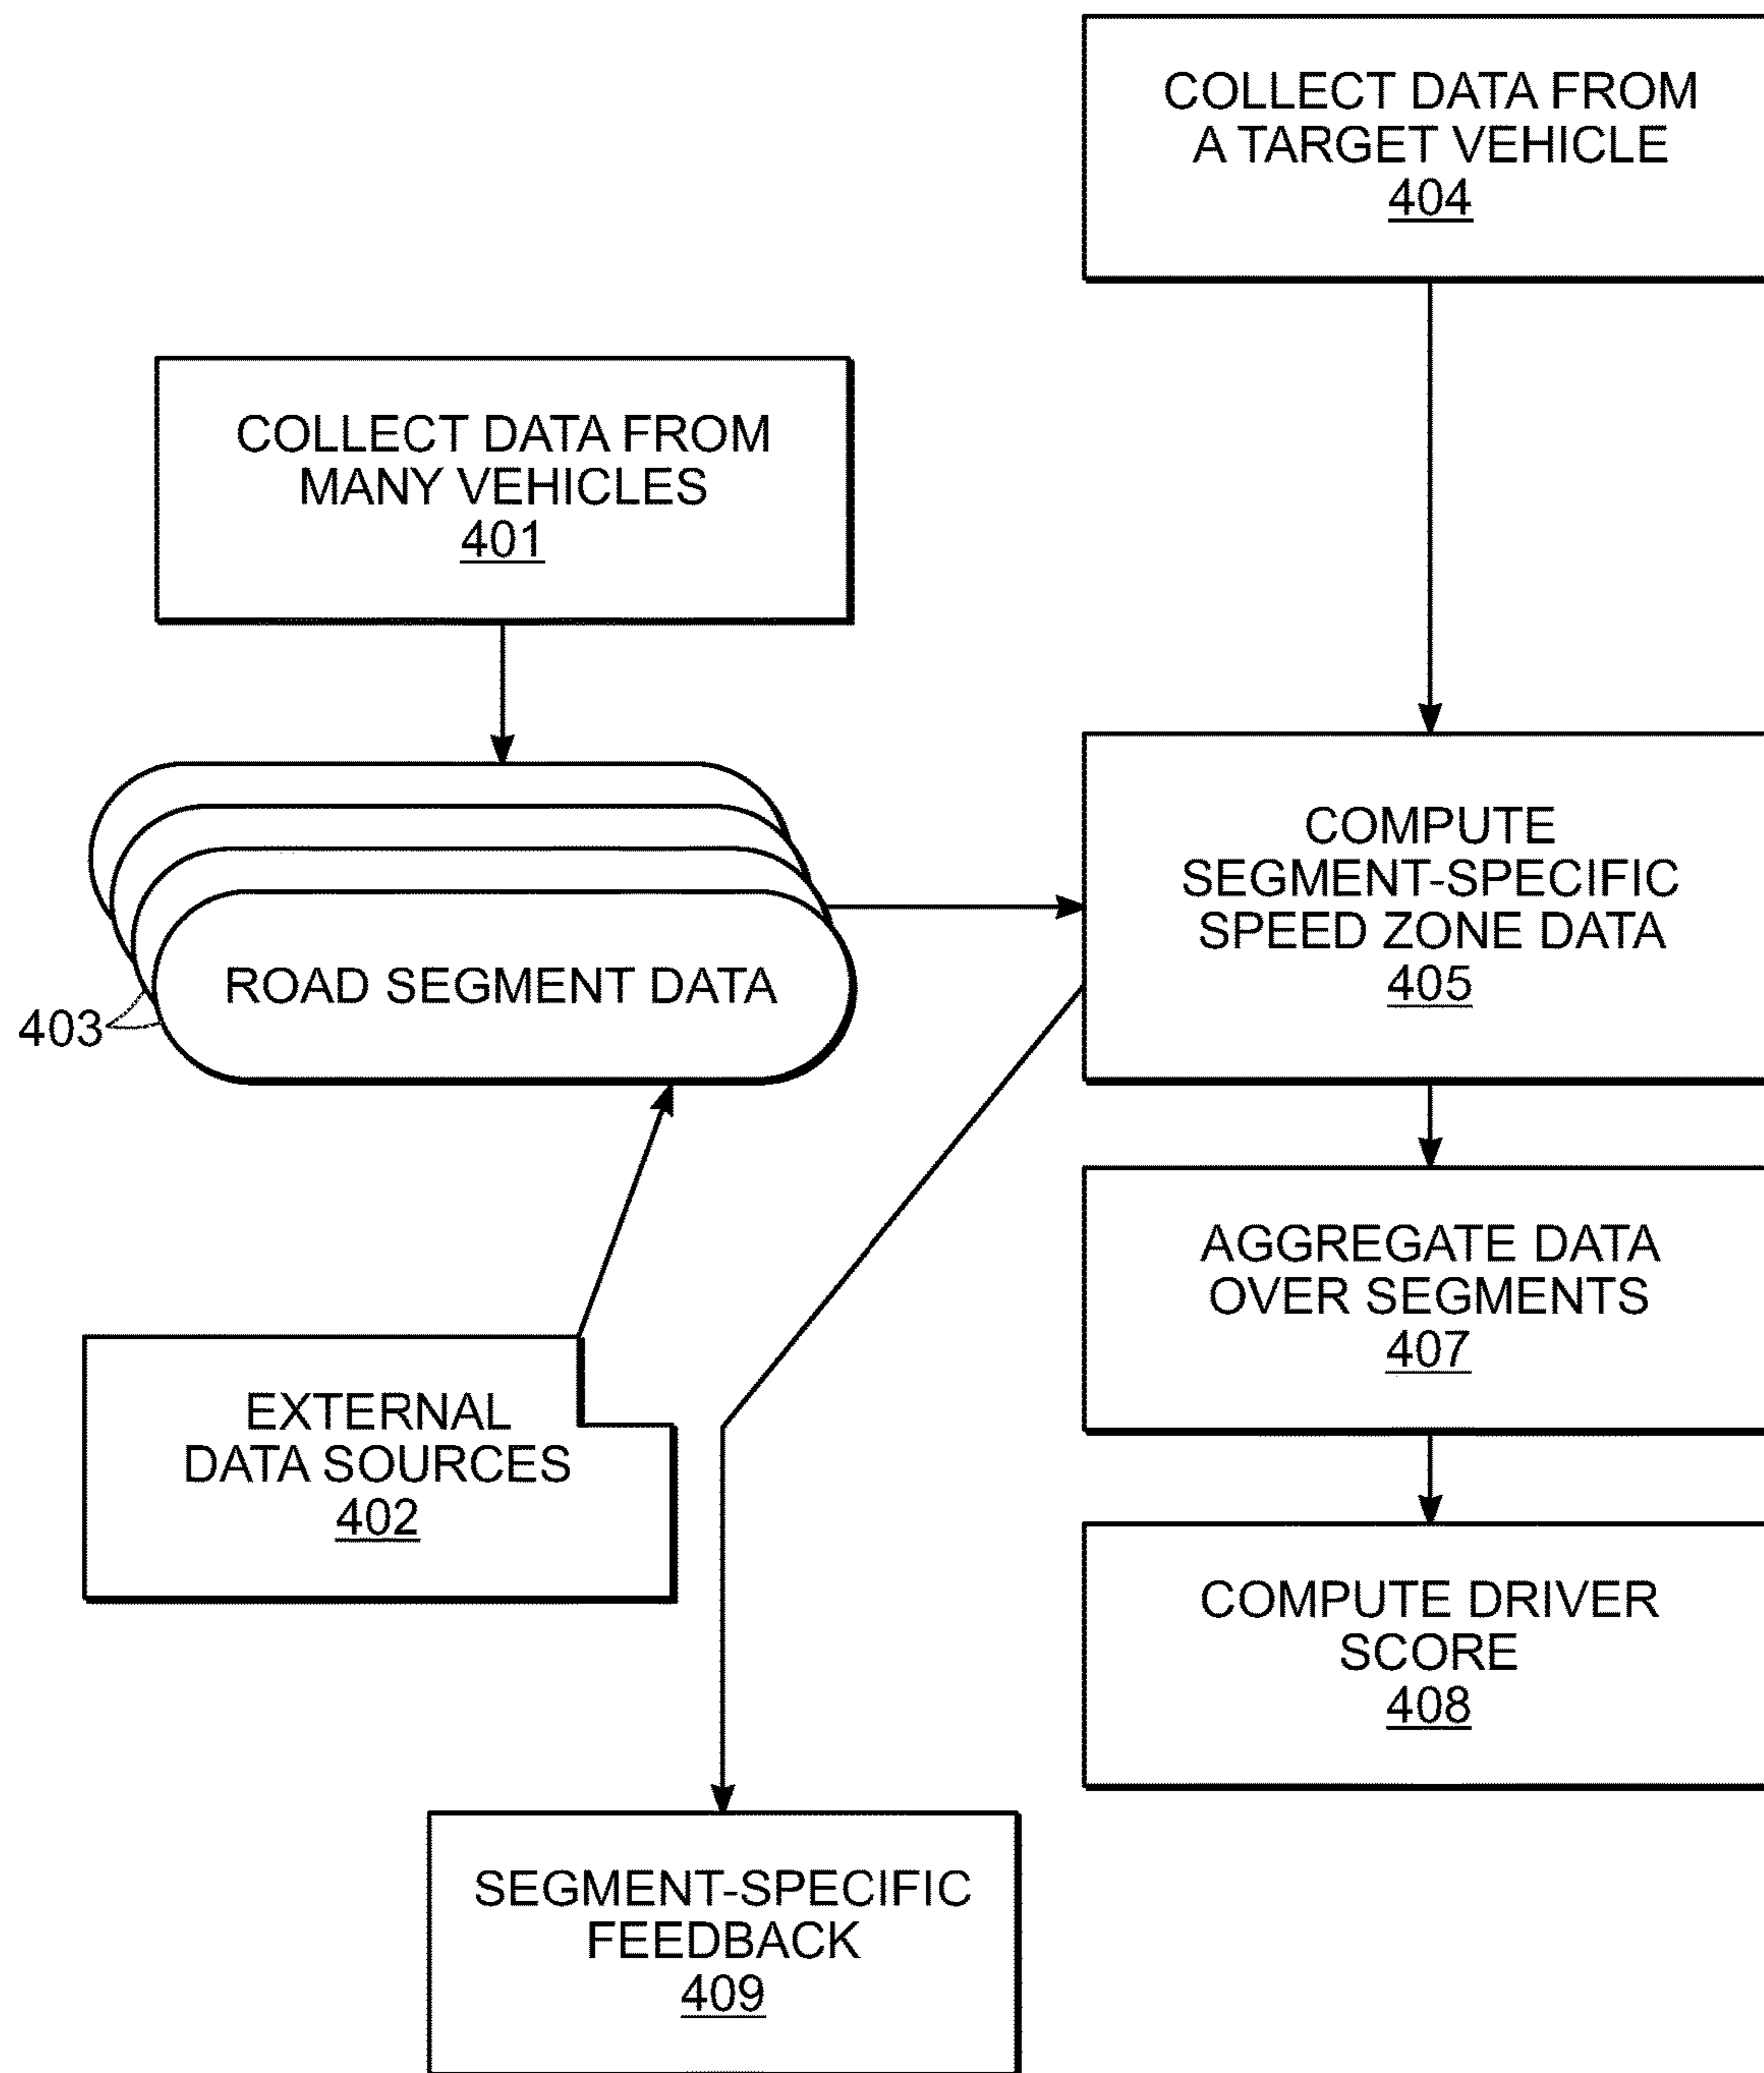 COLLECT DATA FROM
A TARGET VEHICLE
404
COLLECT DATA FROM
MANY VEHICLES
401
ROAD SEGMENT DATA
403
COMPUTE
SEGMENT-SPECIFIC
SPEED ZONE DATA
405
AGGREGATE DATA
OVER SEGMENTS
407
EXTERNAL
DATA SOURCES
402
COMPUTE DRIVER
SCORE
408
SEGMENT-SPECIFIC
FEEDBACK
409